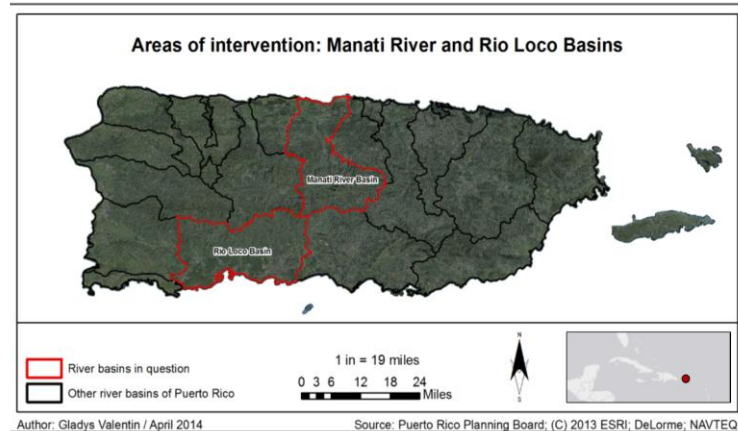 Areas of intervention: Manati River and Rio Loco Basins
Manati River Basin
Rio Loco Basin
River basins in question
Other river basins of Puerto Rico
1 in = 19 miles
0 3 6 12 18 24
Miles
N
S
Author: Gladys Valentin / April 2014
Source: Puerto Rico Planning Board; (C) 2013 ESRI; DeLorme; NAVTEQ